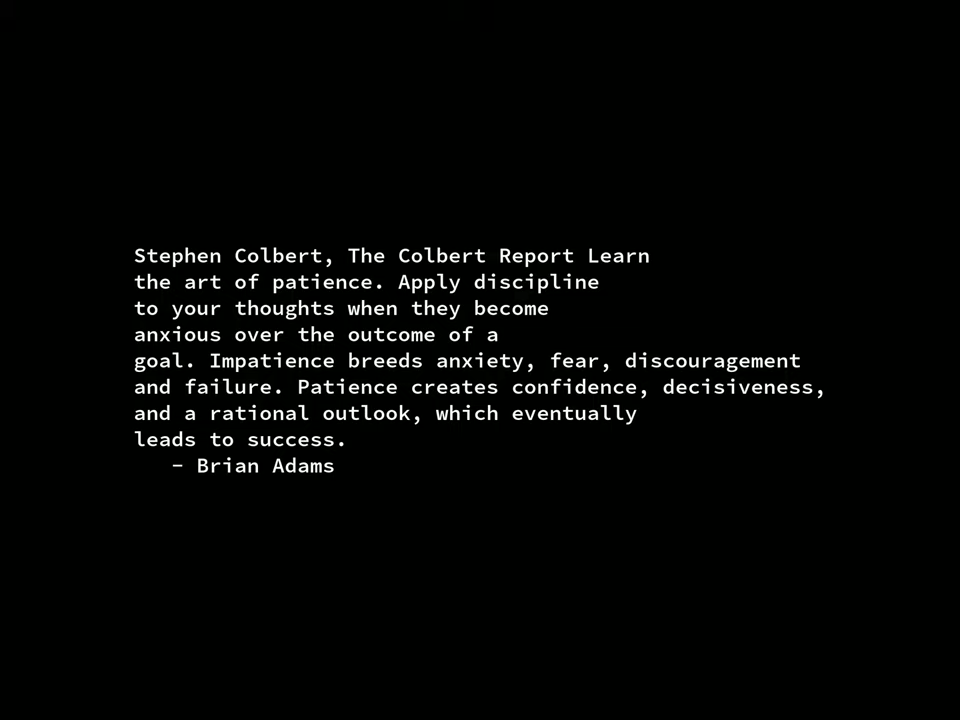 Stephen Colbert, The Colbert Report Learn
the art of patience. Apply discipline
to your thoughts when they become
anxious over the outcome of a
goal. Impatience breeds anxiety, fear, discouragement
and failure. Patience creates confidence, decisiveness,
and a rational outlook, which eventually
leads to success.
– Brian Adams